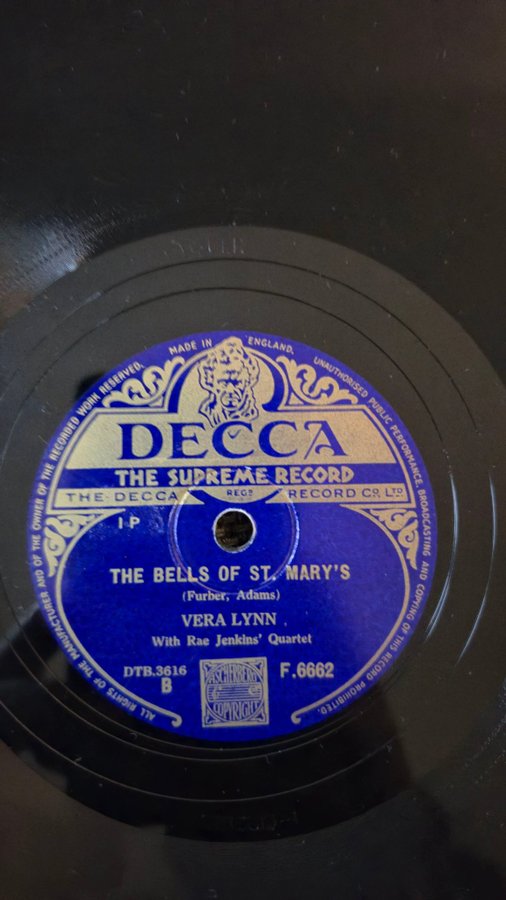 MADE IN ENGLAND.
UNAUTHORISED PUBLIC PERFORMANCE, BROADCASTING AND COPYING OF THIS RECORD PROHIBITED.
ALL RIGHTS OF THE MANUFACTURER AND OF THE OWNER OF THE RECORDED WORK RESERVED.
DECCA
THE SUPREME RECORD
THE DECCA REGD RECORD CO, LTD
1P
THE BELLS OF ST. MARY'S
(Furber, Adams)
VERA LYNN
With Rae Jenkins' Quartet
DTB.3616 F.6662
B
ASCHERBERG
COPYRIGHT